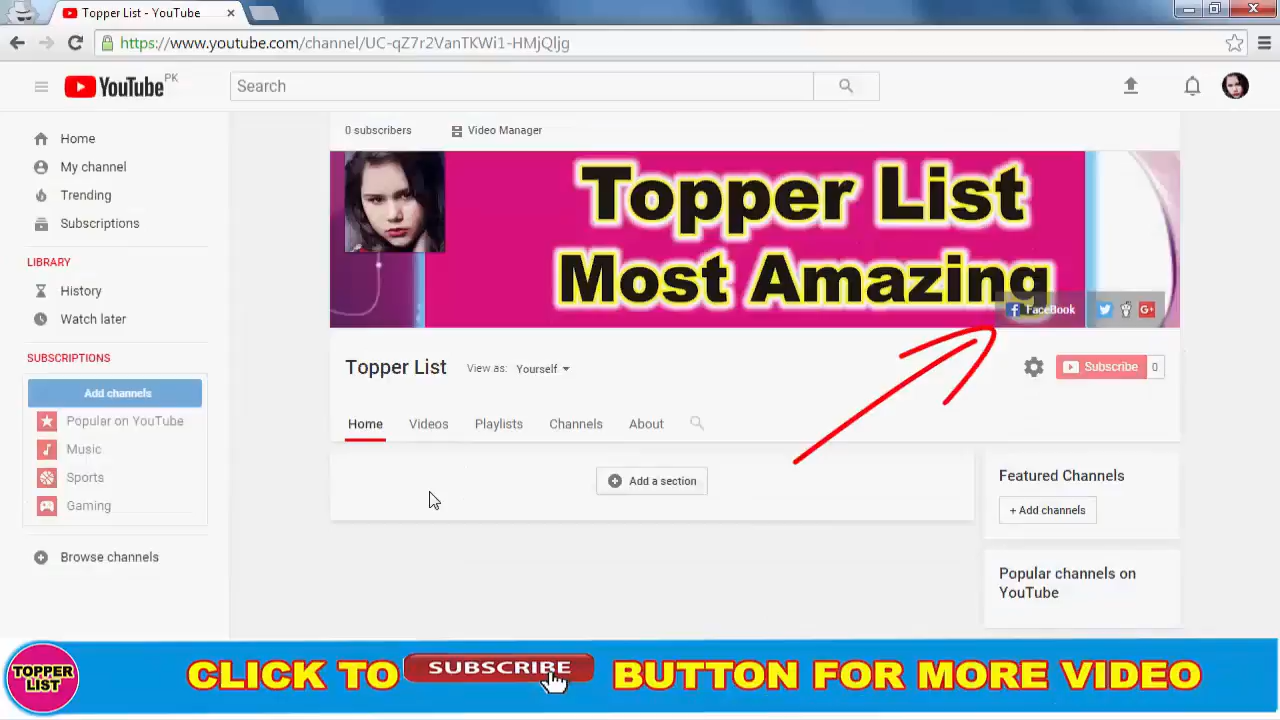 Topper List - YouTube
https://www.youtube.com/channel/UC-qZ7r2VanTKWi1-HMjQljg
YouTube PK
Search
Home
My channel
Trending
Subscriptions
LIBRARY
History
Watch later
SUBSCRIPTIONS
Add channels
Popular on YouTube
Music
Sports
Gaming
Browse channels
0 subscribers
Video Manager
Topper List
Most Amazing
FaceBook
Topper List
View as: Yourself
Subscribe 0
Home Videos Playlists Channels About
Add a section
Featured Channels
+ Add channels
Popular channels on
YouTube
TOPPER
LIST
CLICK TO SUBSCRIBE BUTTON FOR MORE VIDEO